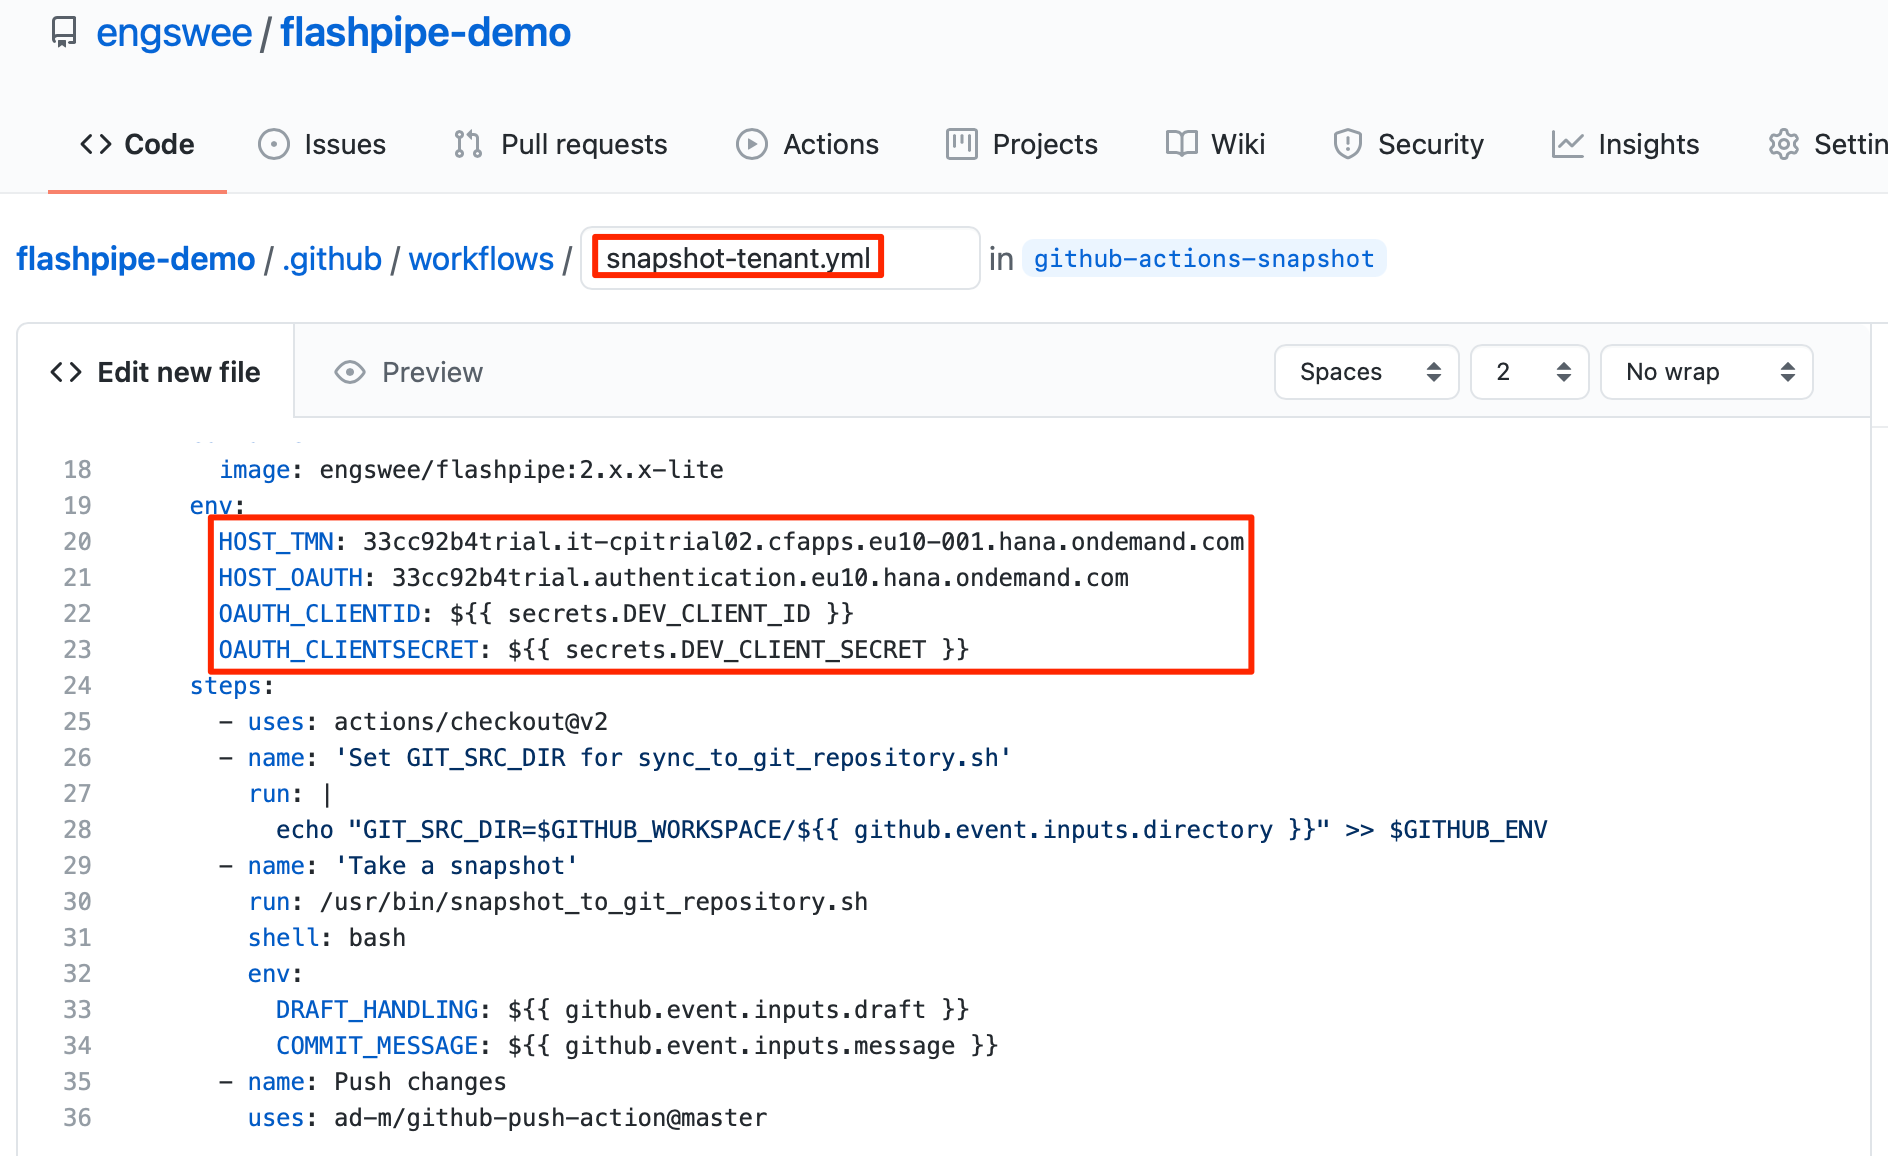 engswee / flashpipe-demo
Code Issues Pull requests Actions Projects Wiki Security Insights Settin
flashpipe-demo / .github / workflows / snapshot-tenant.yml in github-actions-snapshot
Edit new file Preview Spaces 2 No wrap
18 image: engswee/flashpipe:2.x.x-lite
19 env:
20 HOST_TMN: 33cc92b4trial.it-cpitrial02.cfapps.eu10-001.hana.ondemand.com
21 HOST_OAUTH: 33cc92b4trial.authentication.eu10.hana.ondemand.com
22 OAUTH_CLIENTID: ${{ secrets.DEV_CLIENT_ID }}
23 OAUTH_CLIENTSECRET: ${{ secrets.DEV_CLIENT_SECRET }}
24 steps:
25 - uses: actions/checkout@v2
26 - name: 'Set GIT_SRC_DIR for sync_to_git_repository.sh'
27 run: |
28 echo "GIT_SRC_DIR=$GITHUB_WORKSPACE/${{ github.event.inputs.directory }}" >> $GITHUB_ENV
29 - name: 'Take a snapshot'
30 run: /usr/bin/snapshot_to_git_repository.sh
31 shell: bash
32 env:
33 DRAFT_HANDLING: ${{ github.event.inputs.draft }}
34 COMMIT_MESSAGE: ${{ github.event.inputs.message }}
35 - name: Push changes
36 uses: ad-m/github-push-action@master